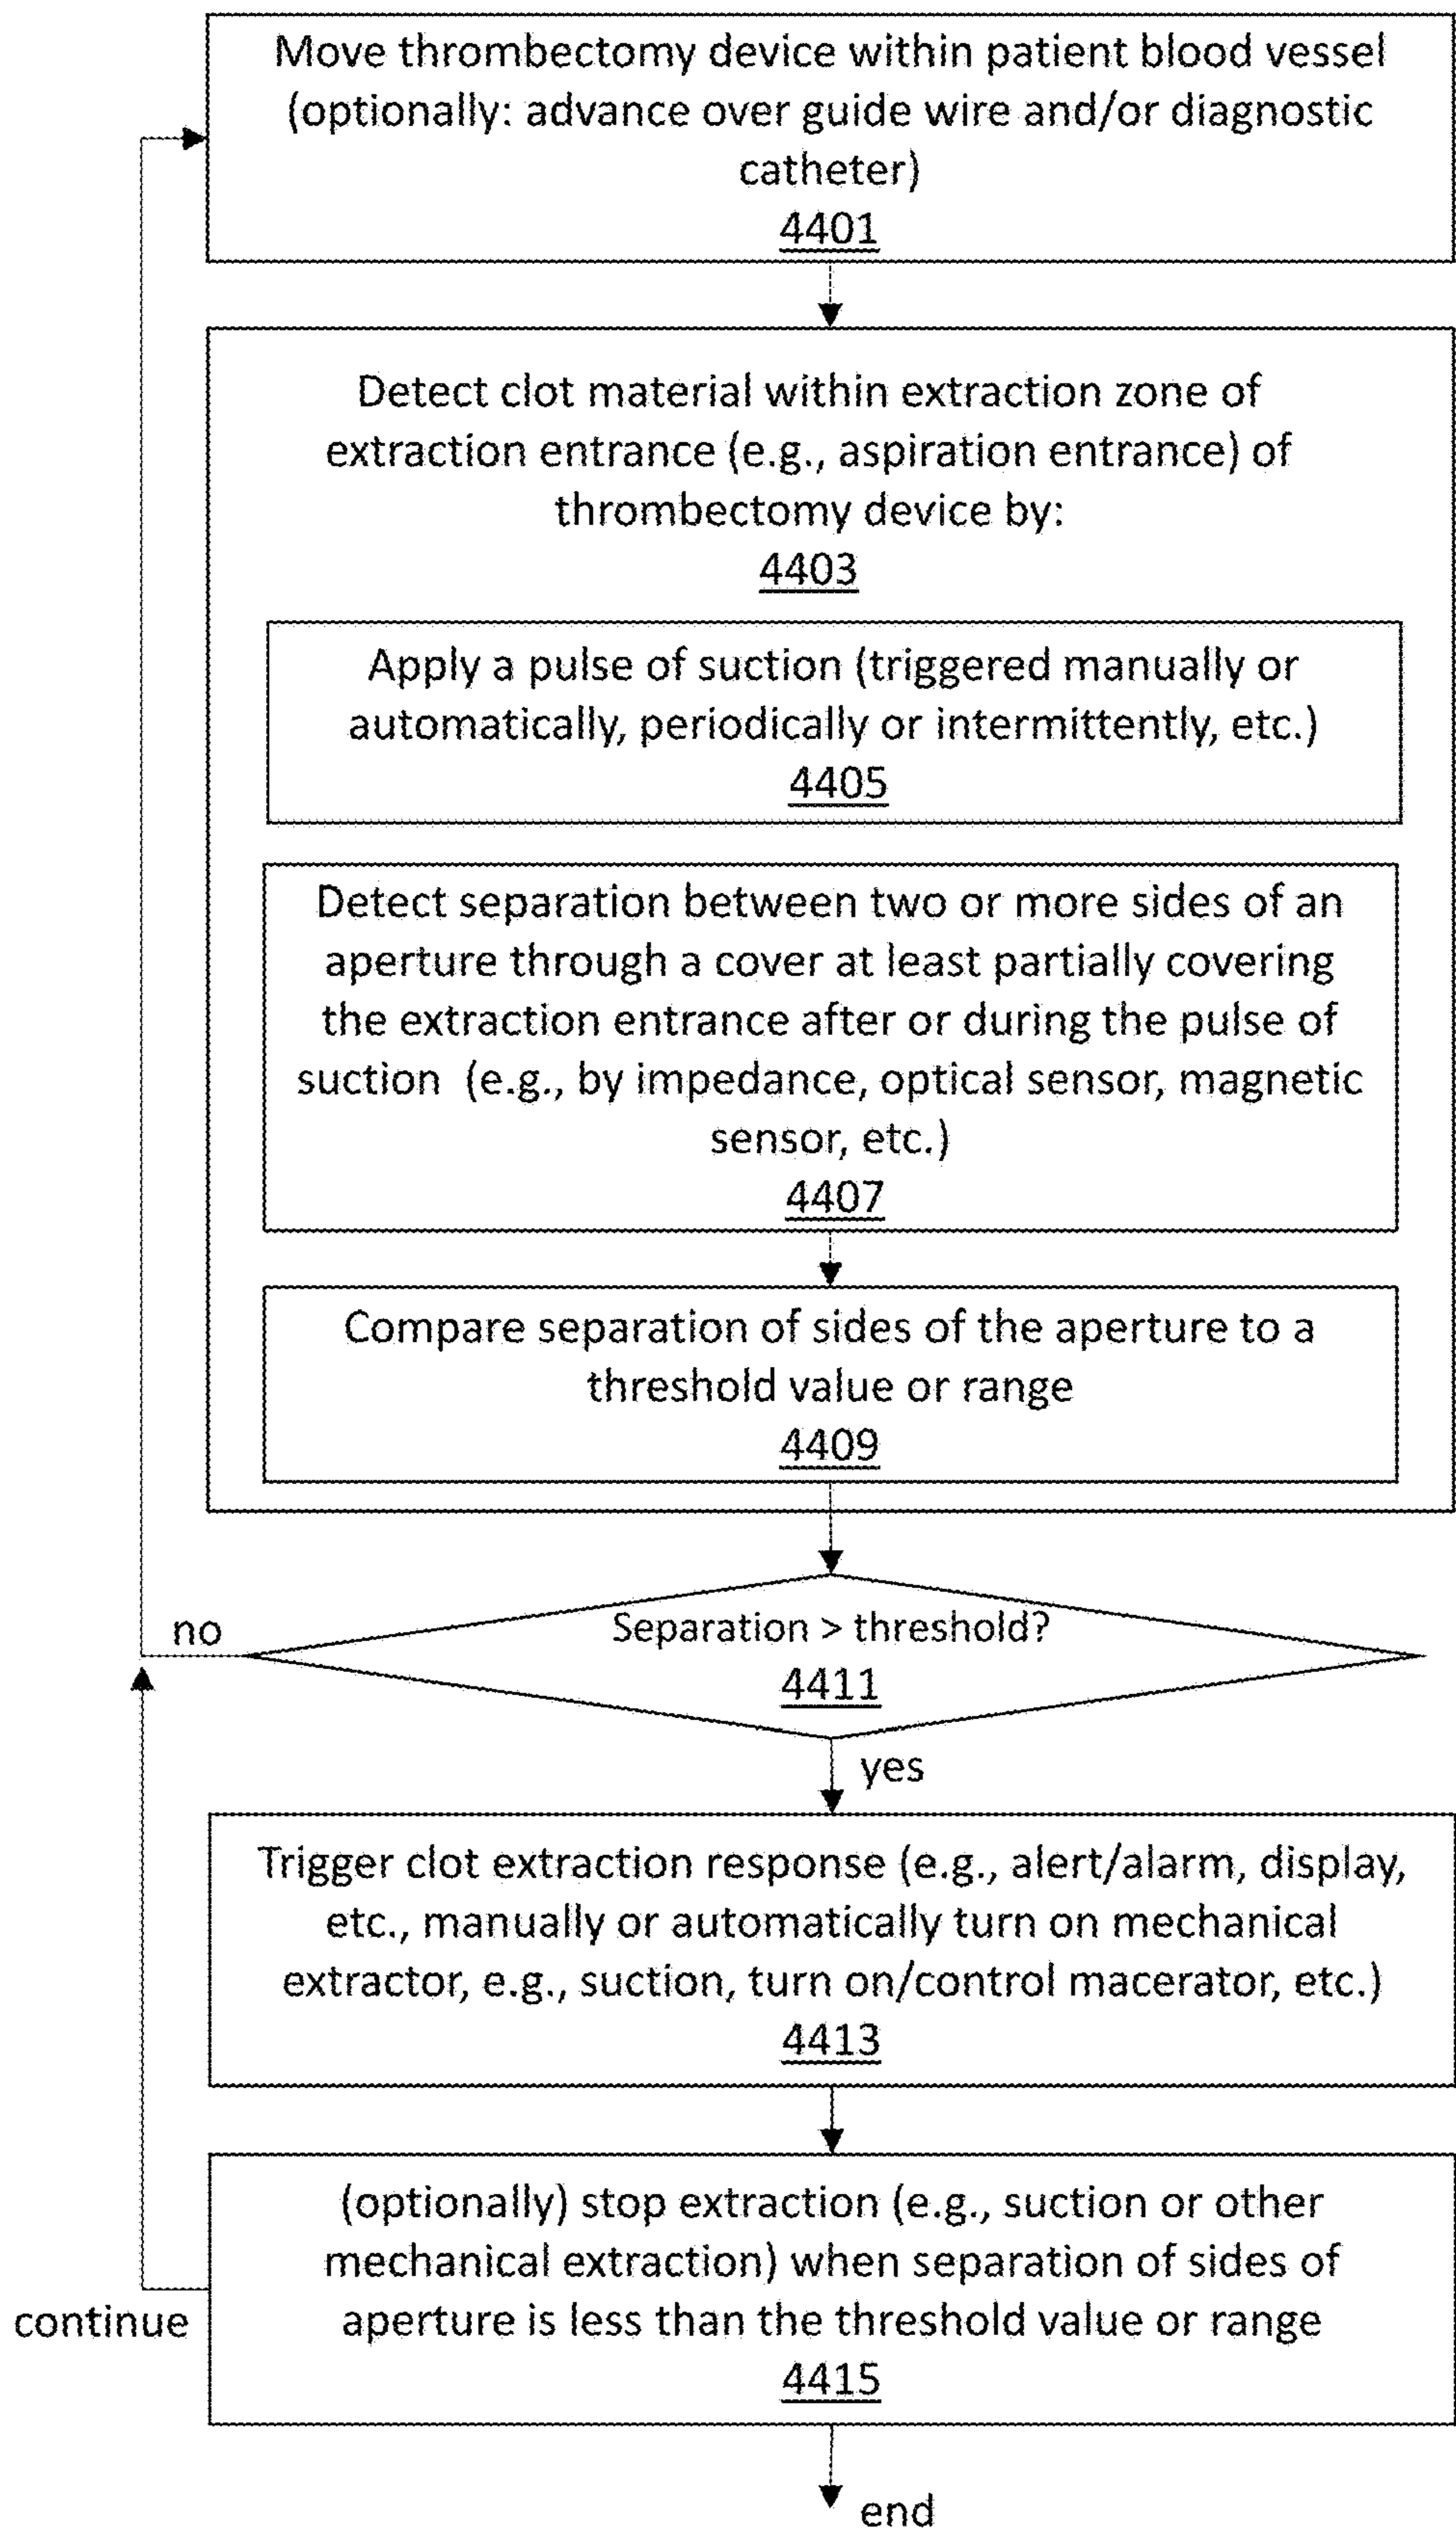 Move thrombectomy device within patient blood vessel
(optionally: advance over guide wire and/or diagnostic
catheter)
4401
Detect clot material within extraction zone of
extraction entrance (e.g., aspiration entrance) of
thrombectomy device by:
4403
Apply a pulse of suction (triggered manually or
automatically, periodically or intermittently, etc.)
4405
Detect separation between two or more sides of an
aperture through a cover at least partially covering
the extraction entrance after or during the pulse of
suction (e.g., by impedance, optical sensor, magnetic
sensor, etc.)
4407
Compare separation of sides of the aperture to a
threshold value or range
4409
no
Separation > threshold?
4411
yes
Trigger clot extraction response (e.g., alert/alarm, display,
etc., manually or automatically turn on mechanical
extractor, e.g., suction, turn on/control macerator, etc.)
4413
(optionally) stop extraction (e.g., suction or other
mechanical extraction) when separation of sides of
aperture is less than the threshold value or range
4415
continue
end